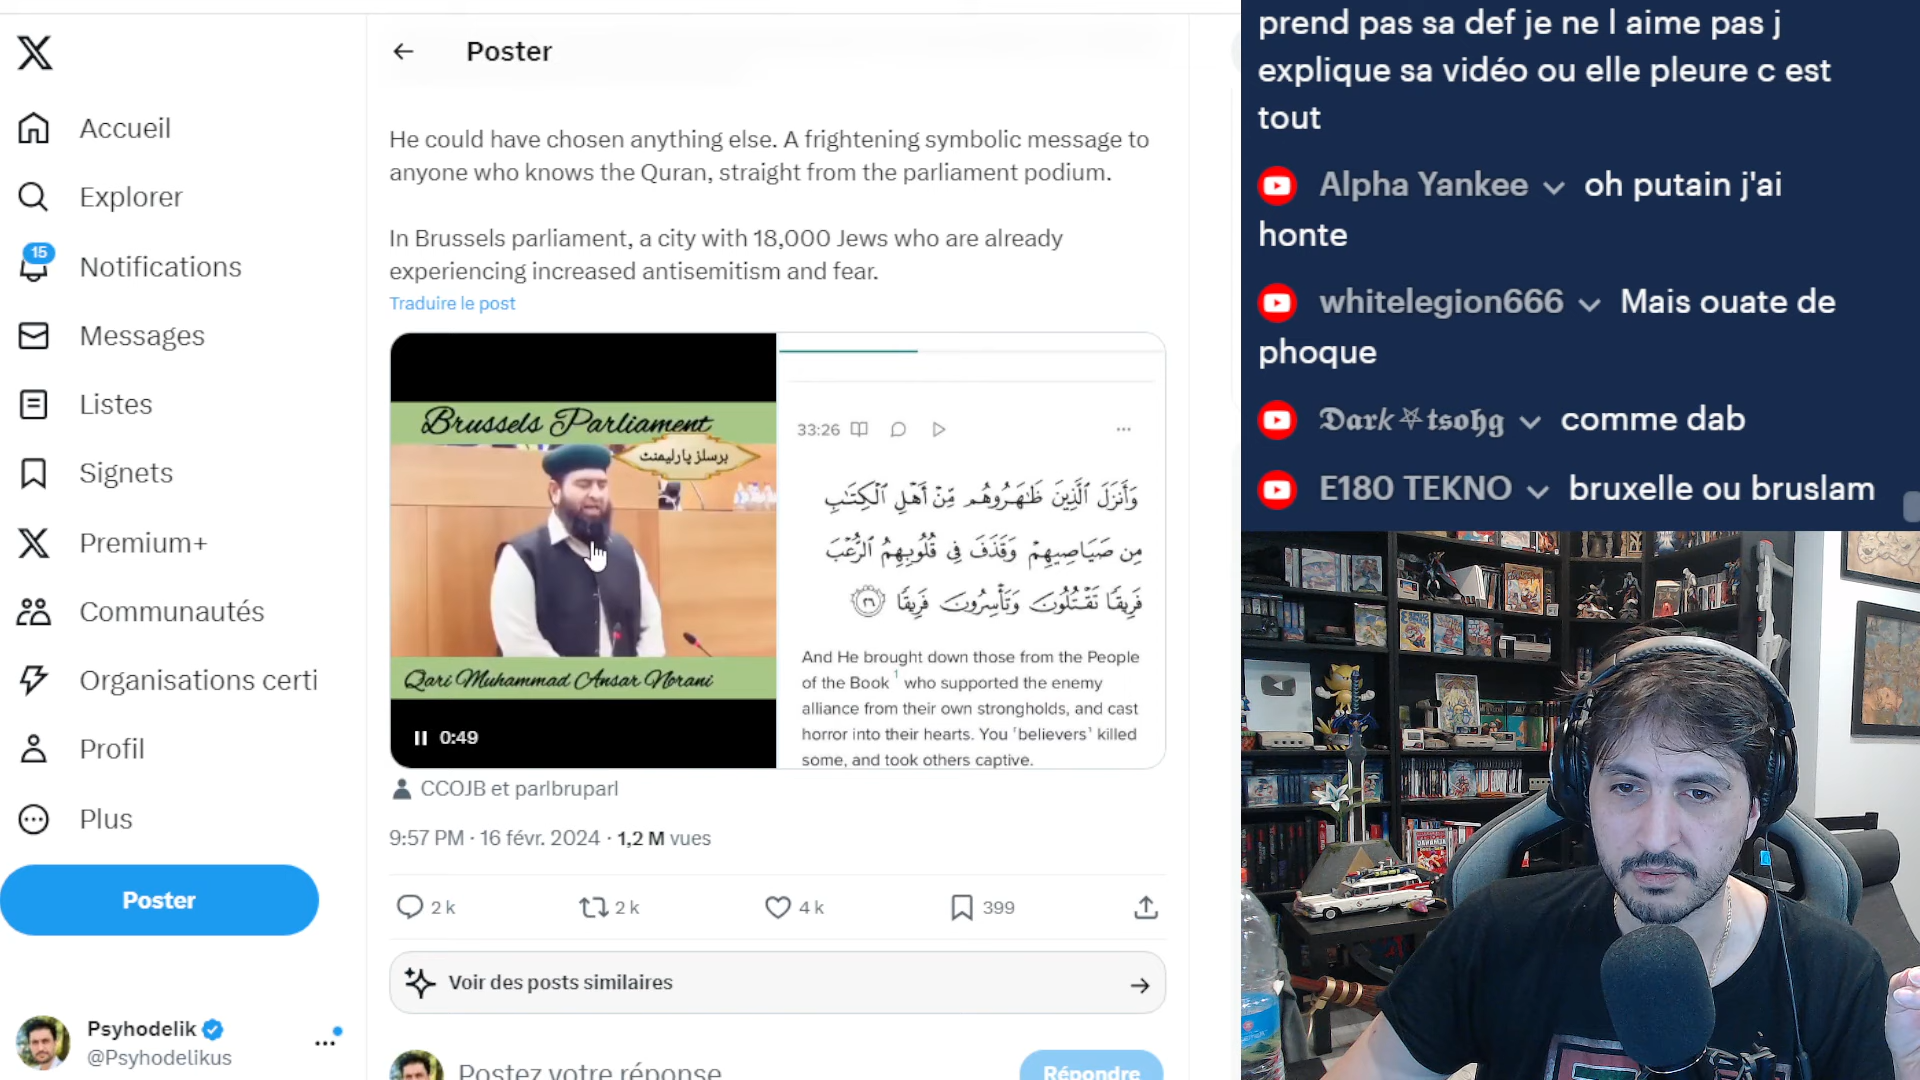 Poster
Accueil
Explorer
15
Notifications
Messages
Listes
Signets
Premium+
Communautés
Organisations certi
Profil
Plus
Poster
Psyhodelik
@Psyhodelikus
He could have chosen anything else. A frightening symbolic message to
anyone who knows the Quran, straight from the parliament podium.
In Brussels parliament, a city with 18,000 Jews who are already
experiencing increased antisemitism and fear.
Traduire le post
Brussels Parliament
برسلز پارلیمنٹ
Qari Muhammad Ansar Norani
0:49
33:26
وَأَنزَلَ ٱلَّذِينَ ظَـٰهَرُوهُم مِّنْ أَهْلِ ٱلْكِتَـٰبِ
مِن صَيَاصِيهِمْ وَقَذَفَ فِى قُلُوبِهِمُ ٱلرُّعْبَ
فَرِيقًا تَقْتُلُونَ وَتَأْسِرُونَ فَرِيقًا ٢٦
And He brought down those from the People
of the Book 1 who supported the enemy
alliance from their own strongholds, and cast
horror into their hearts. You ˹believers˺ killed
some, and took others captive.
CCOJB et parlbruparl
9:57 PM · 16 févr. 2024 · 1,2 M vues
2 k
2 k
4 k
399
Voir des posts similaires
Postez votre réponse
Répondre
prend pas sa def je ne l aime pas j
explique sa vidéo ou elle pleure c est
tout
Alpha Yankee oh putain j'ai
honte
whitelegion666 Mais ouate de
phoque
𝕯𝖆𝖗𝖐⛧𝖙𝖘𝖔𝖍𝖌 comme dab
E180 TEKNO bruxelle ou bruslam